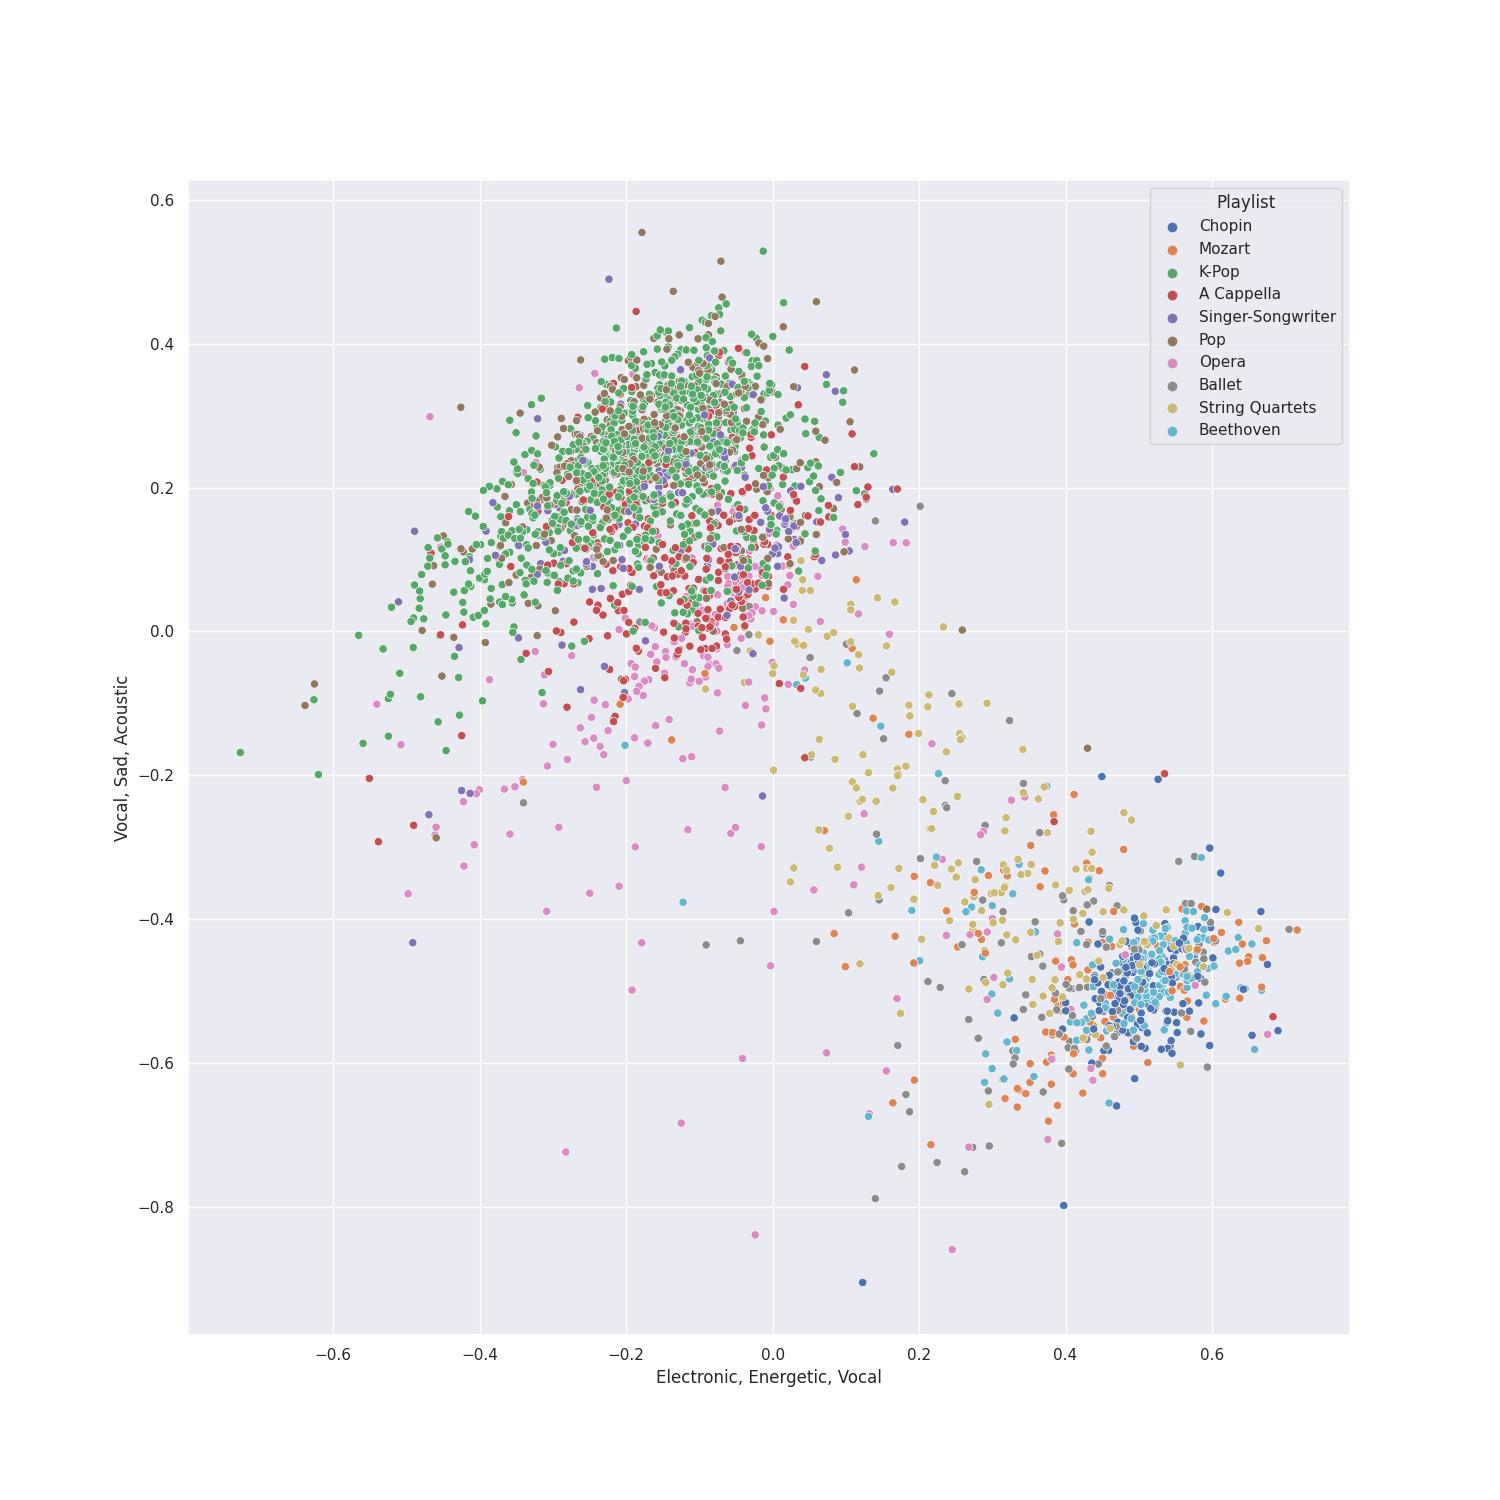 0.6
0.4
0.2
0.0
−0.2
−0.4
−0.6
−0.8
Vocal, Sad, Acoustic
Playlist
Chopin
Mozart
K-Pop
A Cappella
Singer-Songwriter
Pop
Opera
Ballet
String Quartets
Beethoven
−0.6 −0.4 −0.2 0.0 0.2 0.4 0.6
Electronic, Energetic, Vocal